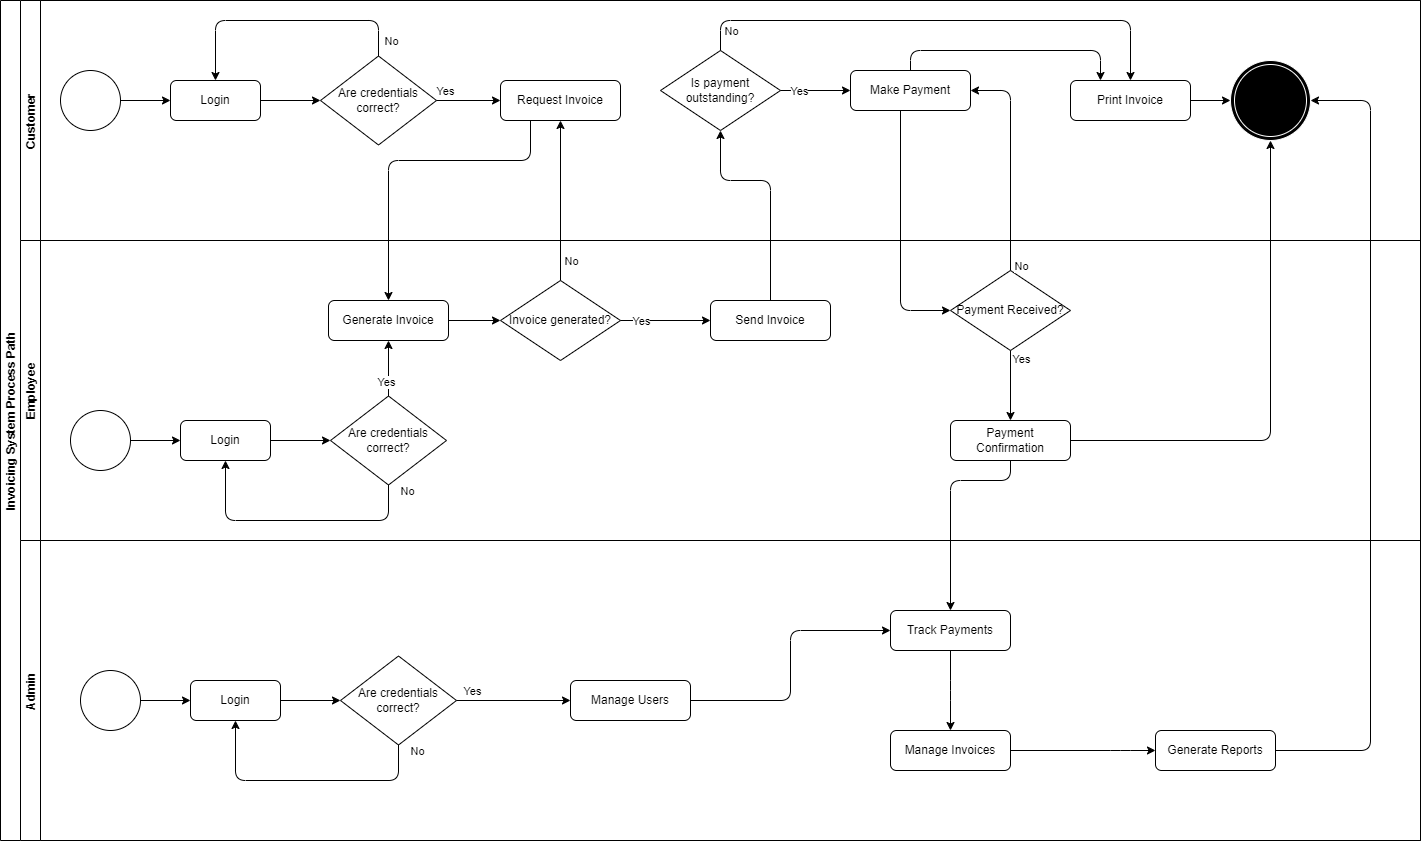 Invoicing System Process Path
Customer
No
Login
Are credentials
correct?
Yes
Request Invoice
No
Is payment
outstanding?
Yes
Make Payment
Print Invoice
Employee
No
Generate Invoice
Invoice generated?
Yes
Send Invoice
No
Payment Received?
Yes
Yes
Login
Are credentials
correct?
No
Payment
Confirmation
Admin
Login
Are credentials
correct?
Yes
No
Manage Users
Track Payments
Manage Invoices
Generate Reports